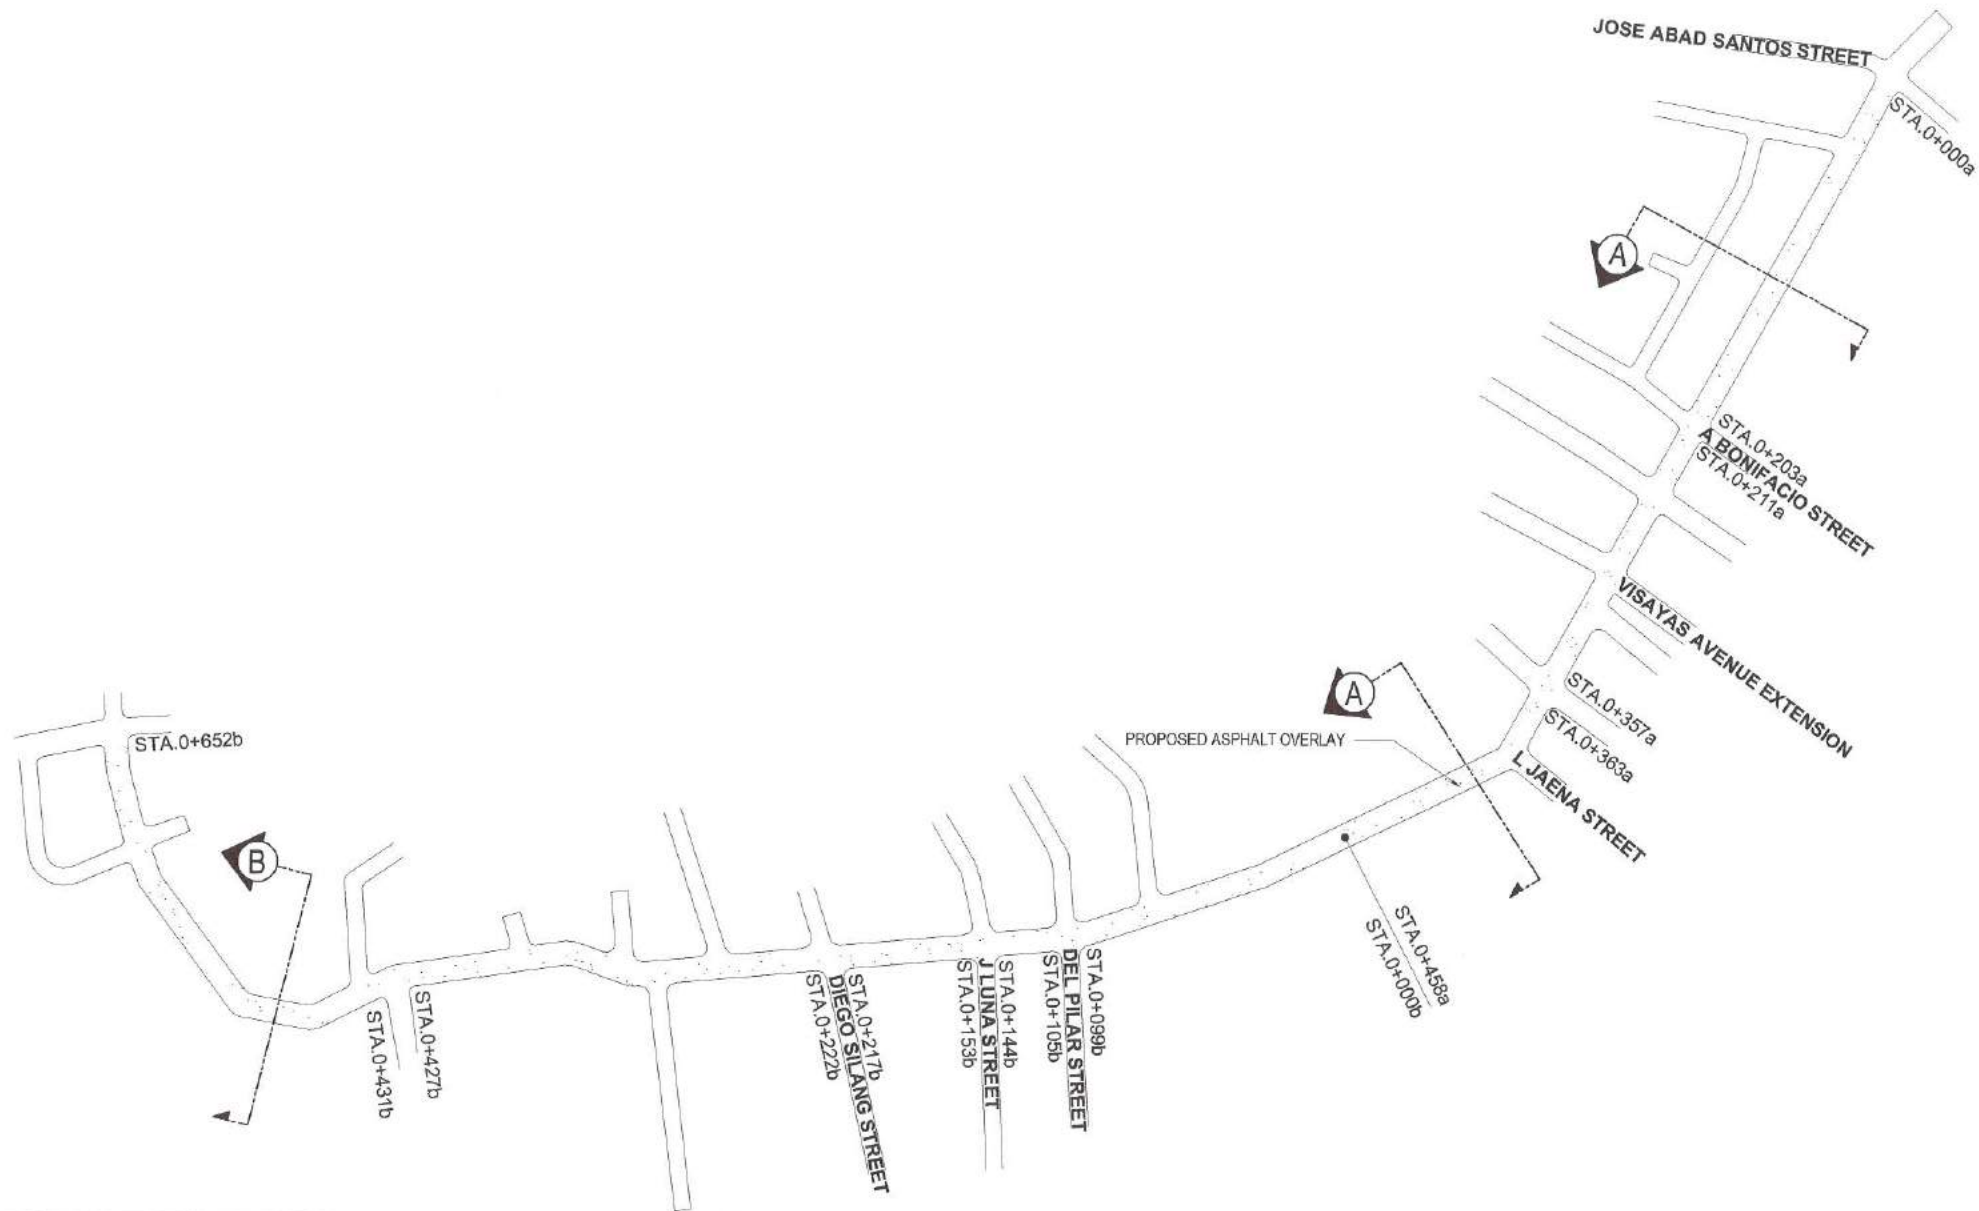 JOSE ABAD SANTOS STREET
STA.0+000a
A
STA.0+203a
A BONIFACIO STREET
STA.0+211a
VISAYAS AVENUE EXTENSION
STA.0+357a
STA.0+363a
L JAENA STREET
A
PROPOSED ASPHALT OVERLAY
STA.0+458a
STA.0+000b
STA.0+099b
DEL PILAR STREET
STA.0+105b
STA.0+144b
J LUNA STREET
STA.0+153b
STA.0+217b
DIEGO SILANG STREET
STA.0+222b
STA.0+427b
STA.0+431b
B
STA.0+652b